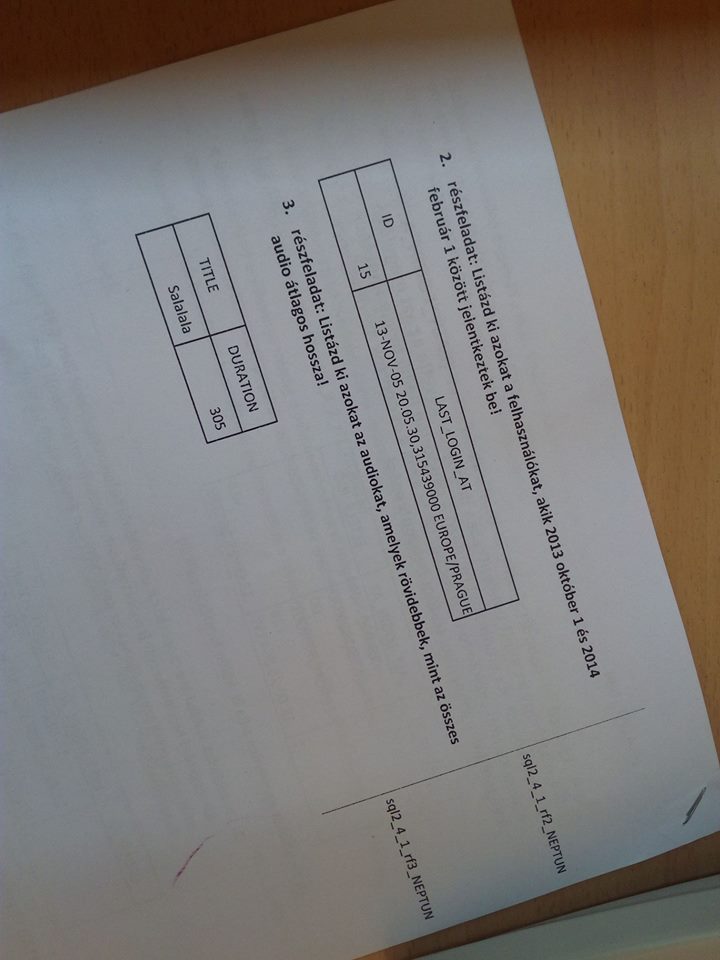 2. részfeladat: Listázd ki azokat a felhasználókat, akik 2013 október 1 és 2014
február 1 között jelentkeztek be!
sql2_4_1_rf2_NEPTUN
ID LAST_LOGIN_AT
15 13-NOV-05 20.05.30,315439000 EUROPE/PRAGUE
3. részfeladat: Listázd ki azokat az audiokat, amelyek rövidebbek, mint az összes
audio átlagos hossza!
sql2_4_1_rf3_NEPTUN
TITLE DURATION
Salalala 305